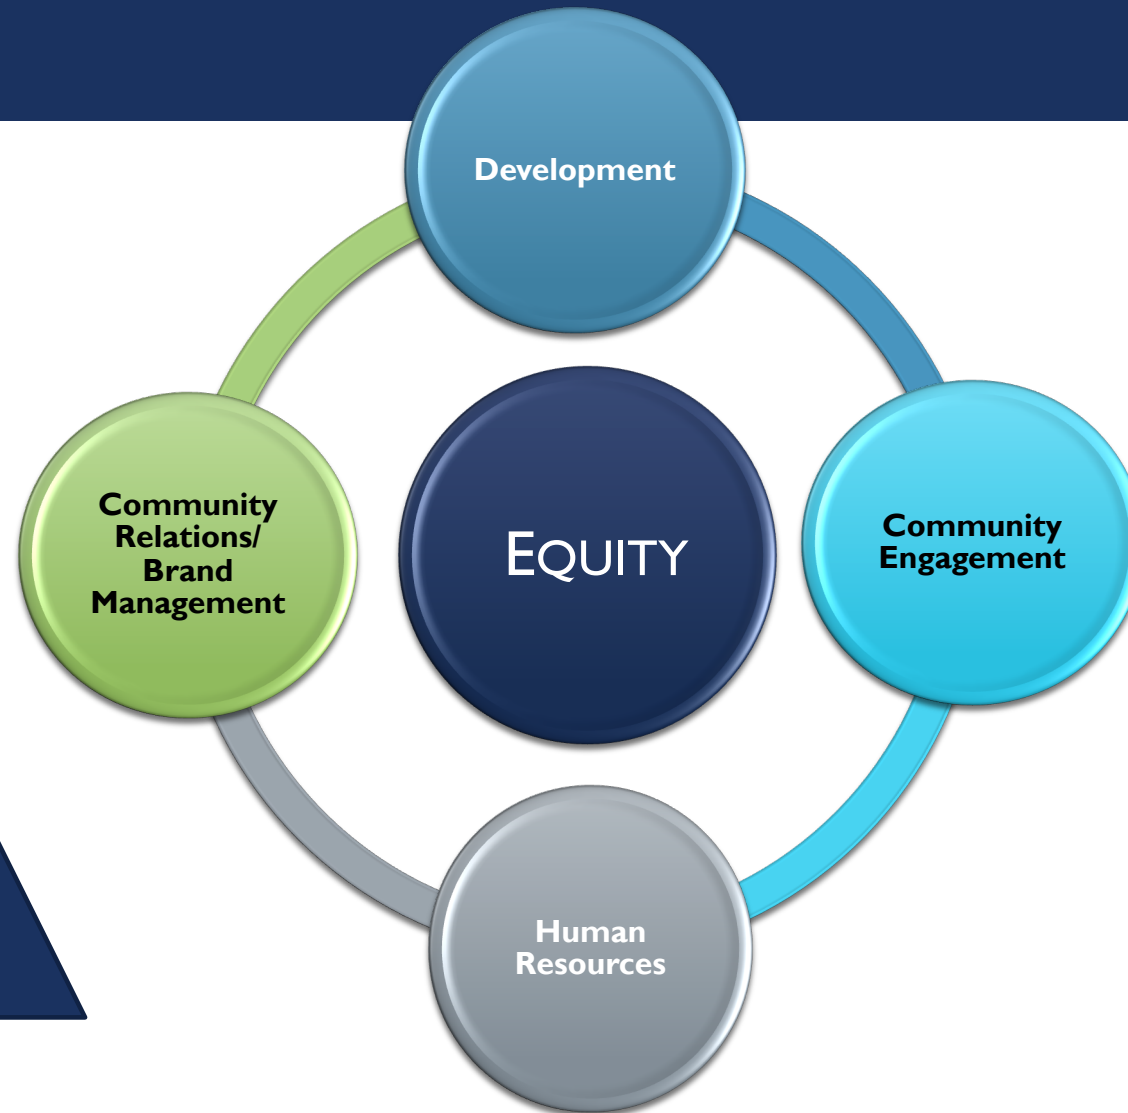 Development
Community
Relations/
Brand
Management
EQUITY
Community
Engagement
Human
Resources